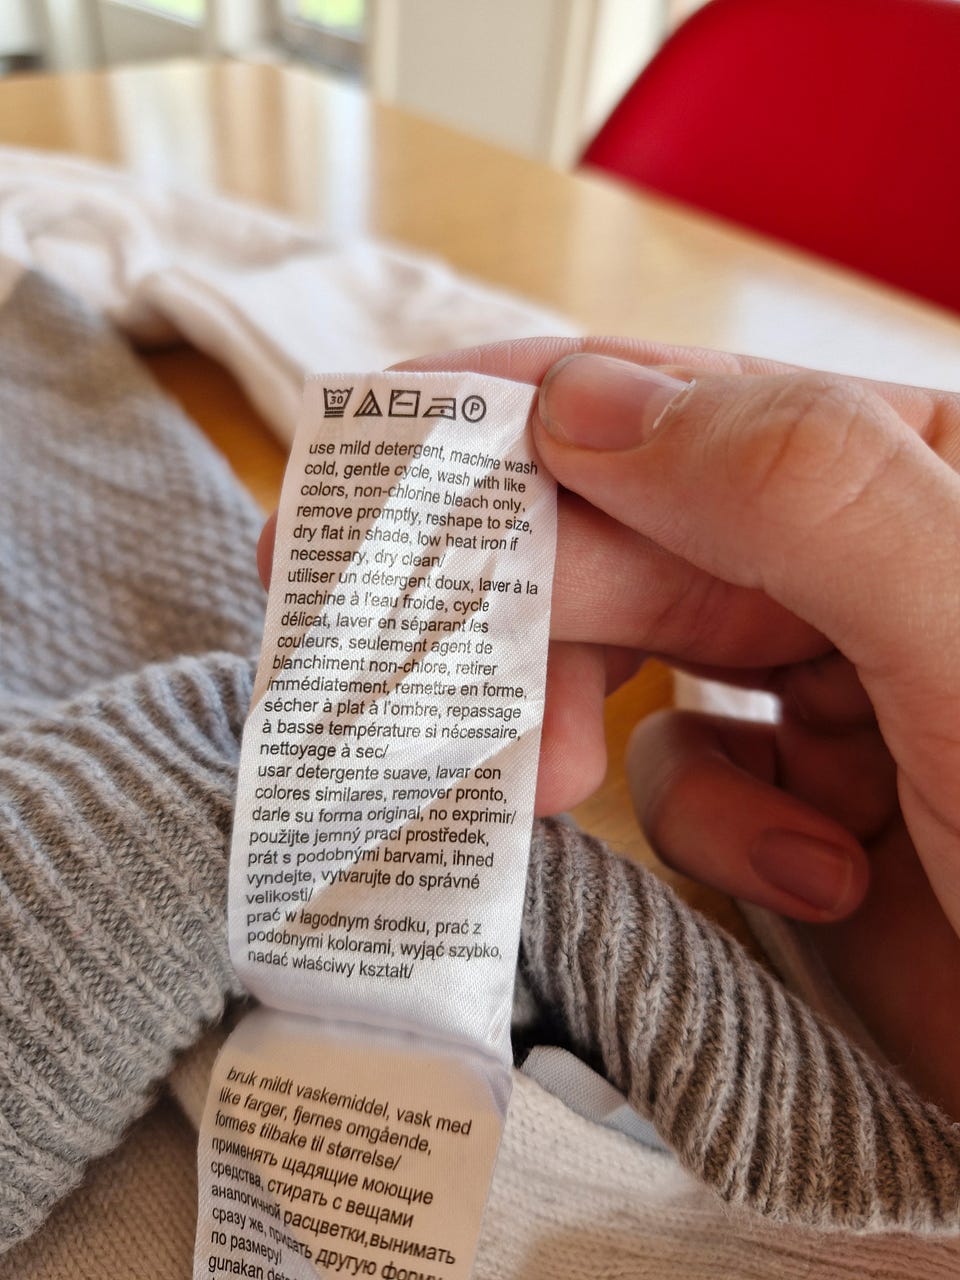 30 P
use mild detergent, machine wash
cold, gentle cycle, wash with like
colors, non-chlorine bleach only,
remove promptly, reshape to size,
dry flat in shade, low heat iron if
necessary, dry clean/
utiliser un détergent doux, laver à la
machine à l'eau froide, cycle
délicat, laver en séparant les
couleurs, seulement agent de
blanchiment non-chlore, retirer
immédiatement, remettre en forme,
sécher à plat à l'ombre, repassage
à basse température si nécessaire,
nettoyage à sec/
usar detergente suave, lavar con
colores similares, remover pronto,
darle su forma original, no exprimir/
použijte jemný prací prostředek,
prát s podobnými barvami, ihned
vyndejte, vytvarujte do správné
velikosti/
prać w łagodnym środku, prać z
podobnymi kolorami, wyjąć szybko,
nadać właściwy kształt/
bruk mildt vaskemiddel, vask med
like farger, fjernes omgående,
formes tilbake til størrelse/
применять щадящие моющие
средства, стирать с вещами
аналогичной расцветки,вынимать
сразу же, придать другую форму
по размеру/
gunakan